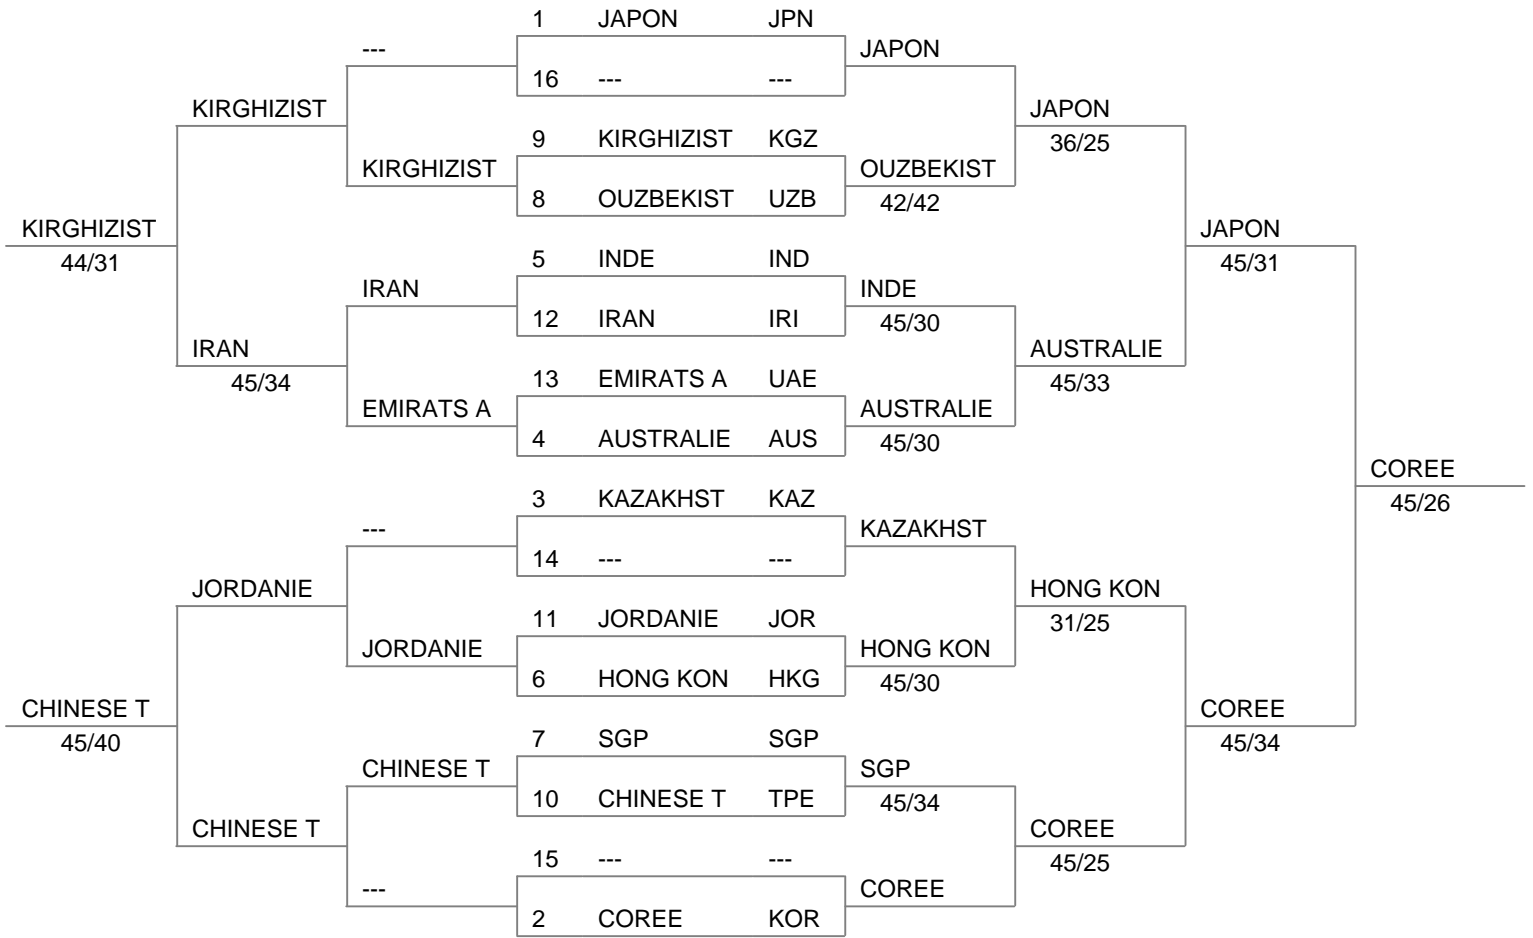 1 JAPON JPN
--- JAPON
16 --- ---
KIRGHIZIST JAPON
36/25
9 KIRGHIZIST KGZ
KIRGHIZIST OUZBEKIST
8 OUZBEKIST UZB 42/42
KIRGHIZIST JAPON
44/31 45/31
5 INDE IND
IRAN INDE
12 IRAN IRI 45/30
IRAN AUSTRALIE
45/34 45/33
13 EMIRATS A UAE
EMIRATS A AUSTRALIE
4 AUSTRALIE AUS 45/30
COREE
45/26
3 KAZAKHST KAZ
--- KAZAKHST
14 --- ---
JORDANIE HONG KON
31/25
11 JORDANIE JOR
JORDANIE HONG KON
6 HONG KON HKG 45/30
CHINESE T COREE
45/40 45/34
7 SGP SGP
CHINESE T SGP
10 CHINESE T TPE 45/34
CHINESE T COREE
45/25
15 --- ---
--- COREE
2 COREE KOR